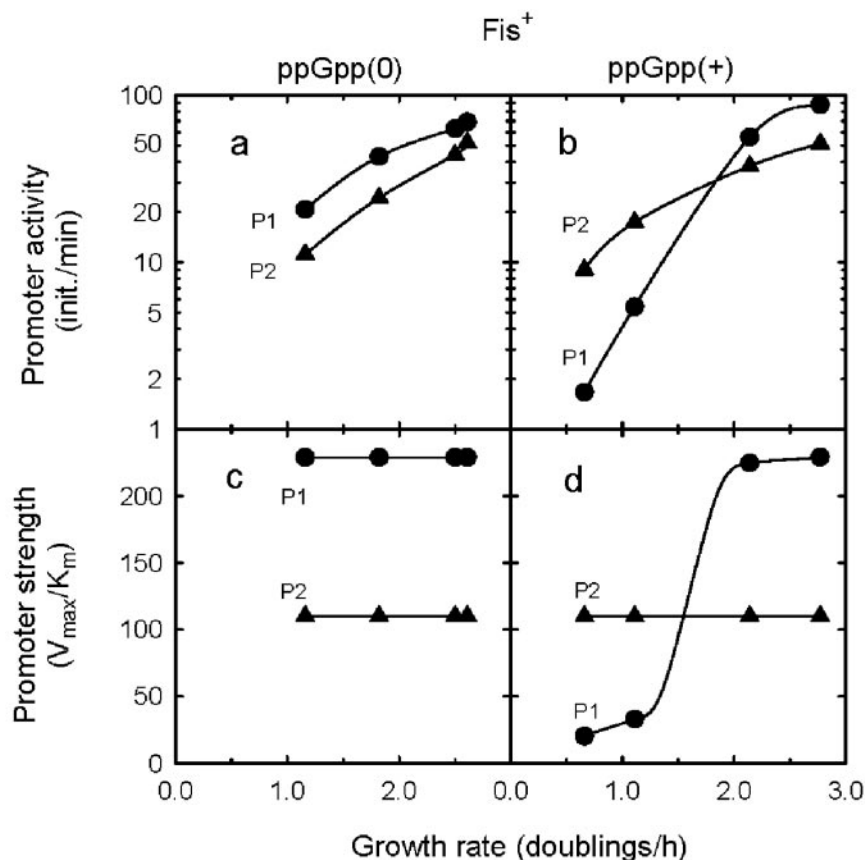 Fis+
ppGpp(0) ppGpp(+)
Promoter activity
(init./min)
100
50
20
10
5
2
1
a
P1
P2
b
P2
P1
Promoter strength
(Vmax/Km)
200
150
100
50
0
c
P1
P2
d
P2
P1
0.0 1.0 2.0 0.0 1.0 2.0 3.0
Growth rate (doublings/h)